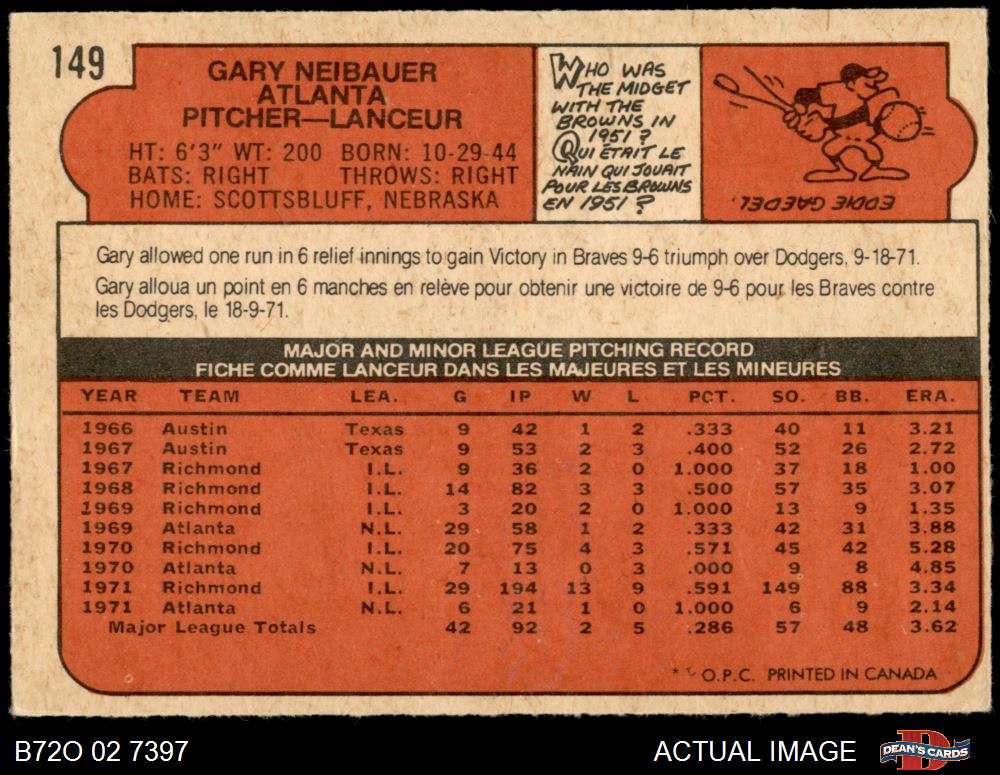 149
GARY NEIBAUER
ATLANTA
PITCHER—LANCEUR
HT: 6'3" WT: 200 BORN: 10-29-44
BATS: RIGHT THROWS: RIGHT
HOME: SCOTTSBLUFF, NEBRASKA
WHO WAS
THE MIDGET
WITH THE
BROWNS IN
1951?
QUI ÉTAIT LE
NAIN QUI JOUAIT
POUR LES BROWNS
EN 1951?
EDDIE GAEDEL.
Gary allowed one run in 6 relief innings to gain Victory in Braves 9-6 triumph over Dodgers, 9-18-71.
Gary alloua un point en 6 manches en relève pour obtenir une victoire de 9-6 pour les Braves contre
les Dodgers, le 18-9-71.
MAJOR AND MINOR LEAGUE PITCHING RECORD
FICHE COMME LANCEUR DANS LES MAJEURES ET LES MINEURES
YEAR TEAM LEA. G IP W L PCT. SO. BB. ERA.
1966 Austin Texas 9 42 1 2 .333 40 11 3.21
1967 Austin Texas 9 53 2 3 .400 52 26 2.72
1967 Richmond I.L. 9 36 2 0 1.000 37 18 1.00
1968 Richmond I.L. 14 82 3 3 .500 57 35 3.07
1969 Richmond I.L. 3 20 2 0 1.000 13 9 1.35
1969 Atlanta N.L. 29 58 1 2 .333 42 31 3.88
1970 Richmond I.L. 20 75 4 3 .571 45 42 5.28
1970 Atlanta N.L. 7 13 0 3 .000 9 8 4.85
1971 Richmond I.L. 29 194 13 9 .591 149 88 3.34
1971 Atlanta N.L. 6 21 1 0 1.000 6 9 2.14
Major League Totals 42 92 2 5 .286 57 48 3.62
* O.P.C. PRINTED IN CANADA
B72O 02 7397
ACTUAL IMAGE
DEAN'S CARDS